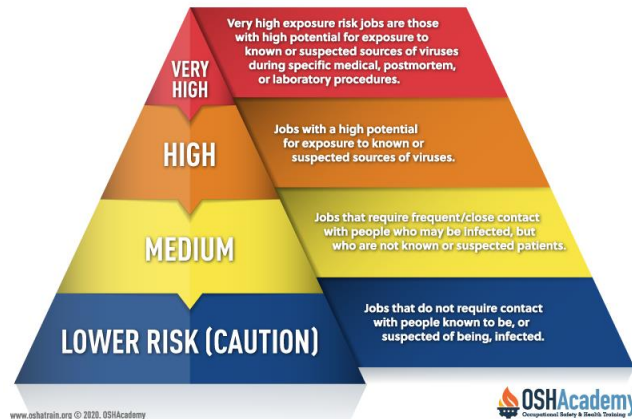 Very high exposure risk jobs are those
with high potential for exposure to
known or suspected sources of viruses
during specific medical, postmortem,
or laboratory procedures.
VERY
HIGH
Jobs with a high potential
for exposure to known or
suspected sources of viruses.
HIGH
Jobs that require frequent/close contact
with people who may be infected, but
who are not known or suspected patients.
MEDIUM
Jobs that do not require contact
with people known to be, or
suspected of being, infected.
LOWER RISK (CAUTION)
www.oshatrain.org © 2020. OSHAcademy
OSHAcademy
Occupational Safety & Health Training